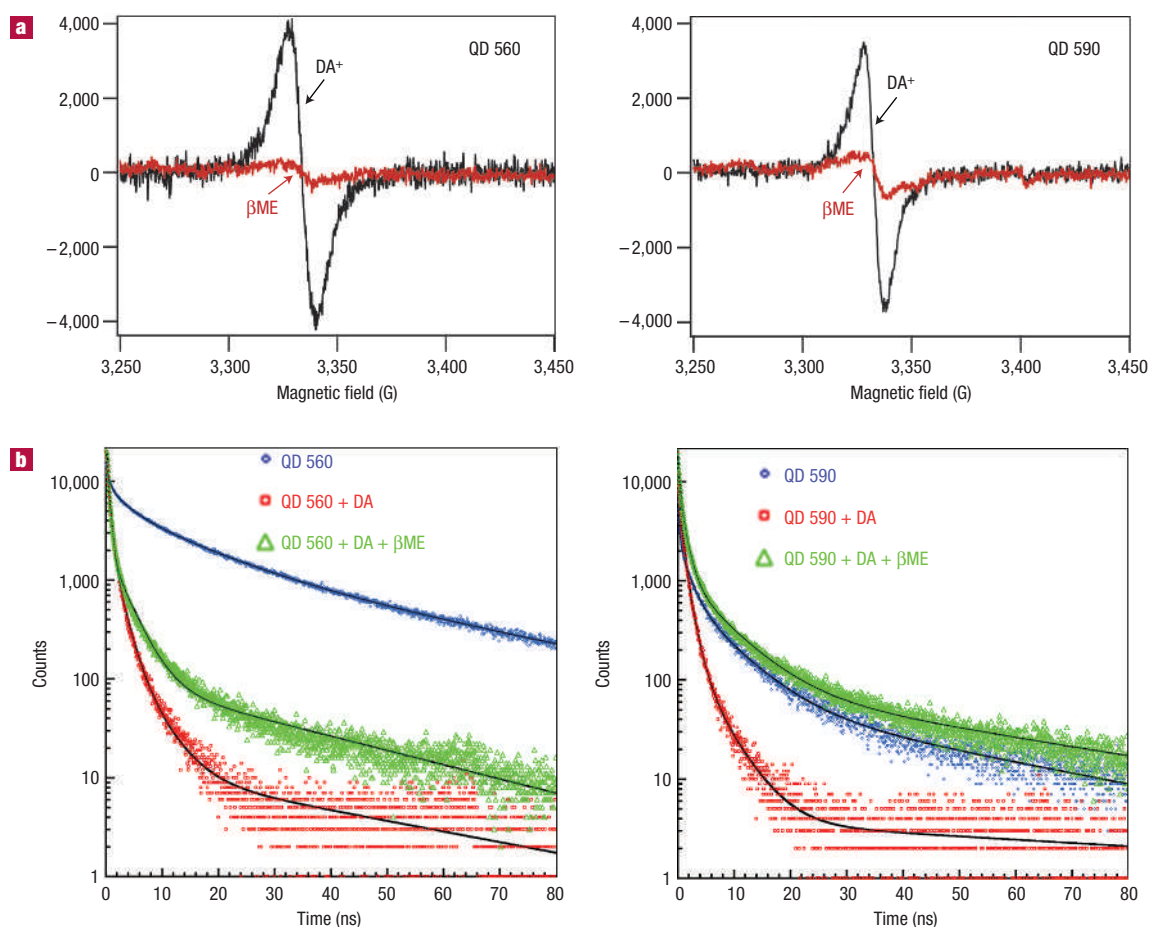 a
4,000
2,000
0
−2,000
−4,000
QD 560
DA+
βME
3,250
3,300
3,350
3,400
3,450
Magnetic field (G)
4,000
2,000
0
−2,000
−4,000
QD 590
DA+
βME
3,250
3,300
3,350
3,400
3,450
Magnetic field (G)
b
Counts
10,000
1,000
100
10
1
QD 560
QD 560 + DA
QD 560 + DA + βME
0
10
20
30
40
50
60
70
80
Time (ns)
Counts
10,000
1,000
100
10
1
QD 590
QD 590 + DA
QD 590 + DA + βME
0
10
20
30
40
50
60
70
80
Time (ns)